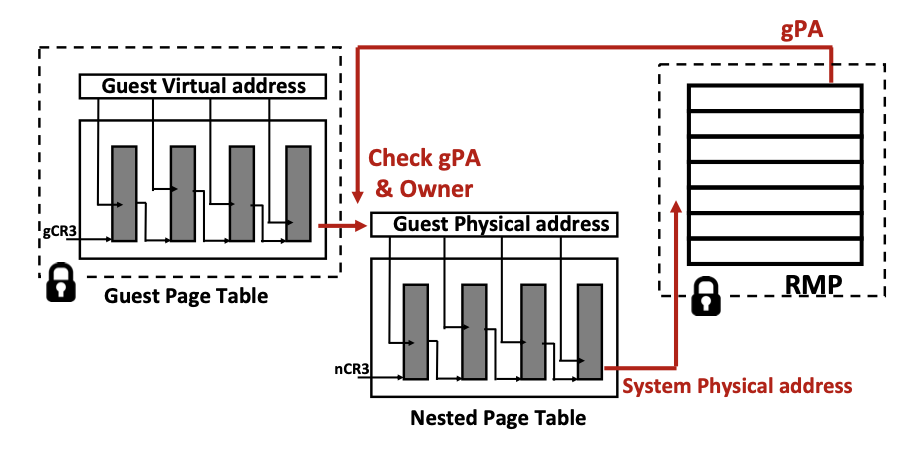 gPA
Guest Virtual address
Check gPA
& Owner
Guest Physical address
gCR3
Guest Page Table
RMP
nCR3
System Physical address
Nested Page Table